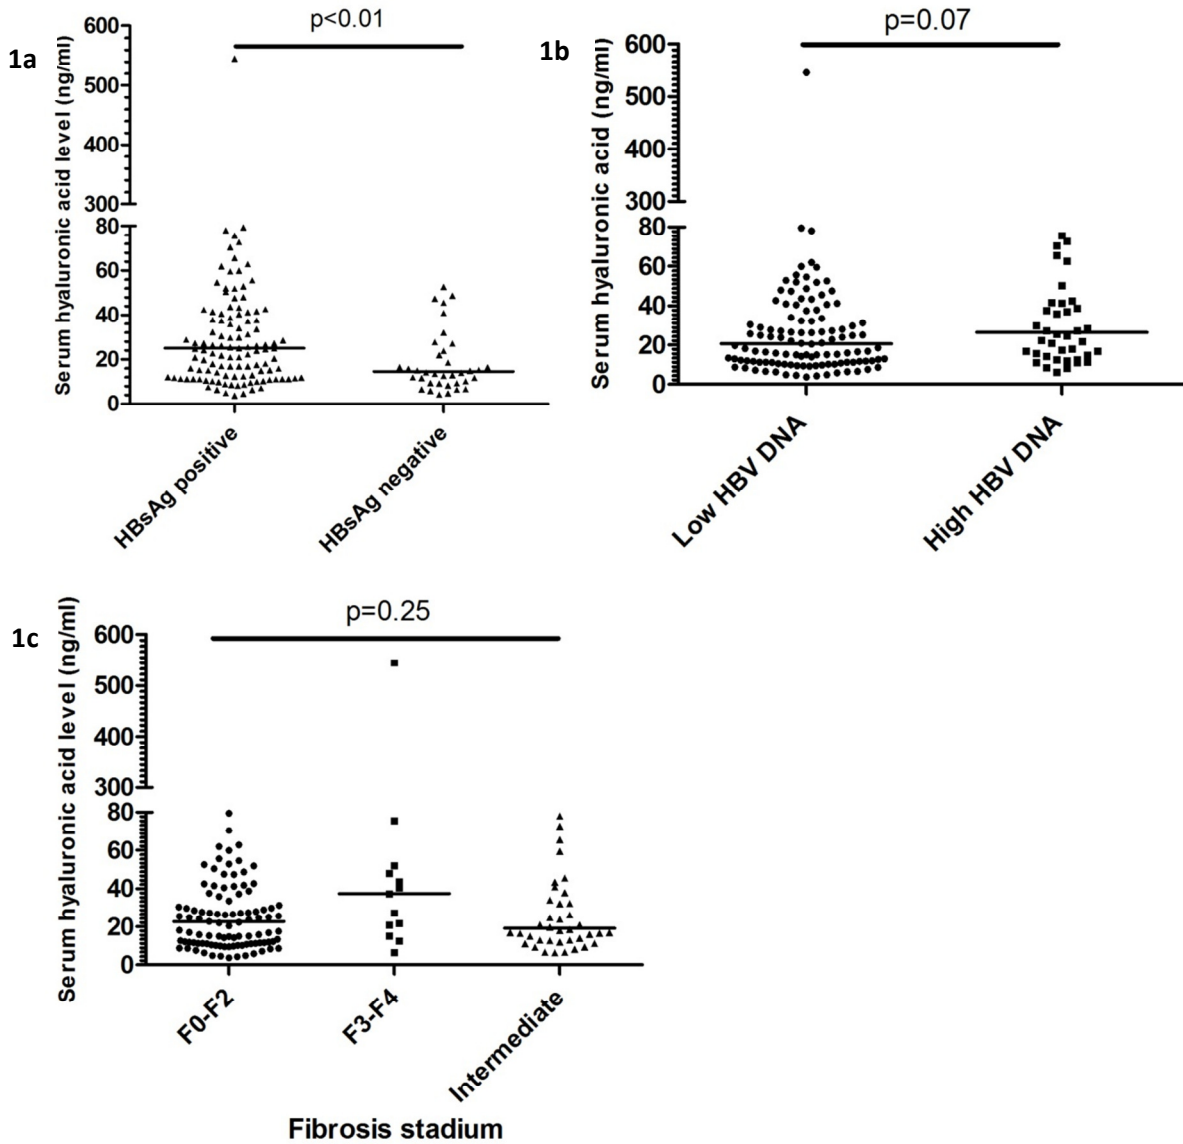 1a
p<0.01
Serum hyaluronic acid level (ng/ml)
600
500
400
300
80
60
40
20
0
HBsAg positive
HBsAg negative
1b
p=0.07
Serum hyaluronic acid (ng/ml)
600
500
400
300
80
60
40
20
0
Low HBV DNA
High HBV DNA
1c
p=0.25
Serum hyaluronic acid level (ng/ml)
600
500
400
300
80
60
40
20
0
F0-F2
F3-F4
Intermediate
Fibrosis stadium